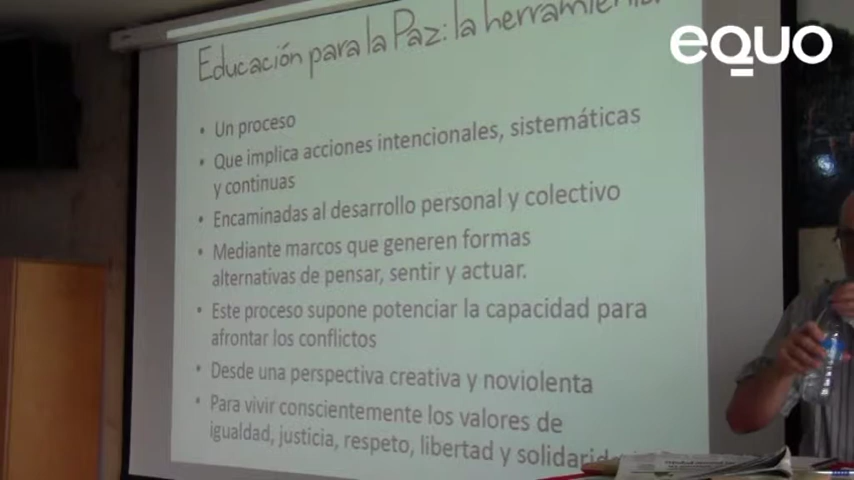 equo
Educación para la Paz: la herramienta
• Un proceso
• Que implica acciones intencionales, sistemáticas
y continuas
• Encaminadas al desarrollo personal y colectivo
• Mediante marcos que generen formas
alternativas de pensar, sentir y actuar.
• Este proceso supone potenciar la capacidad para
afrontar los conflictos
• Desde una perspectiva creativa y noviolenta
• Para vivir conscientemente los valores de
igualdad, justicia, respeto, libertad y